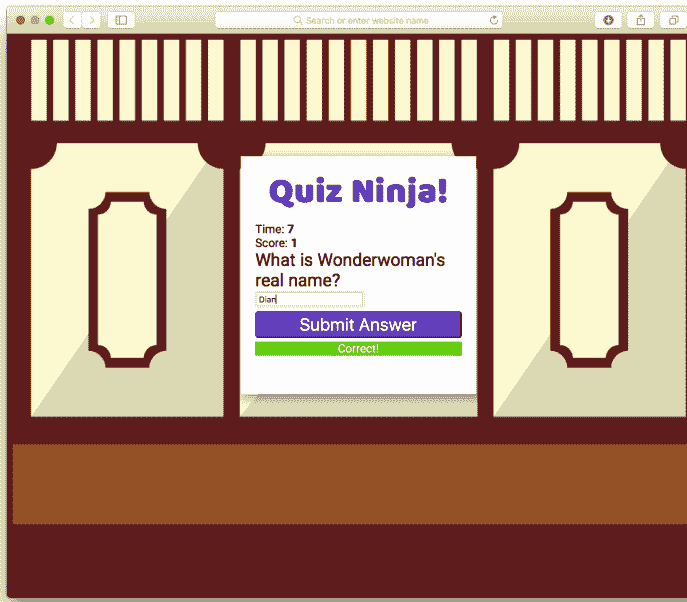 Search or enter website name
Quiz Ninja!
Time: 7
Score: 1
What is Wonderwoman's
real name?
Dian
Submit Answer
Correct!